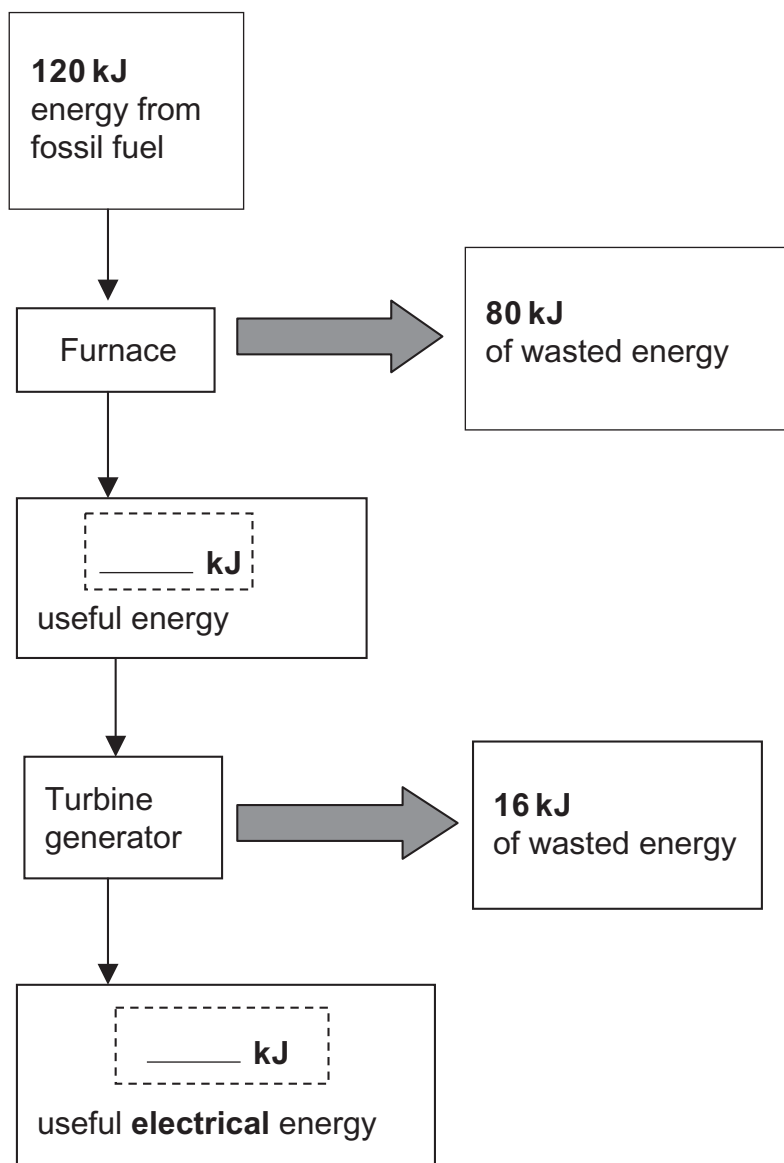 120 kJ
energy from
fossil fuel
Furnace
80 kJ
of wasted energy
______ kJ
useful energy
Turbine
generator
16 kJ
of wasted energy
______ kJ
useful electrical energy